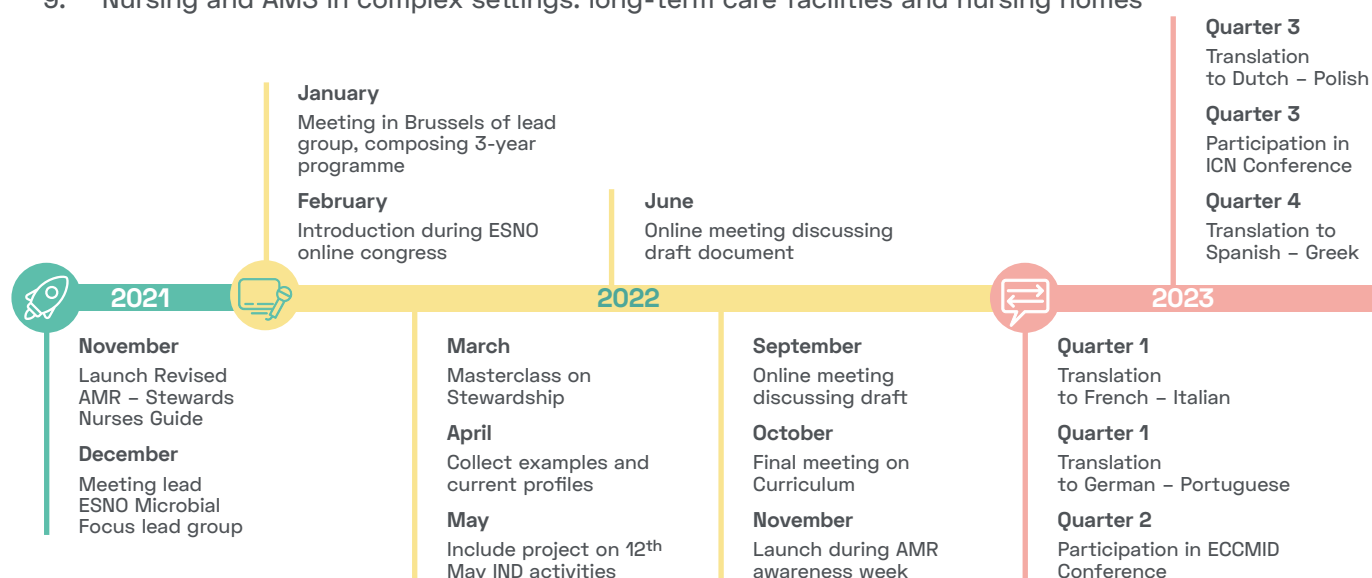 9. Nursing and AMS in complex settings: long-term care facilities and nursing homes
Quarter 3
Translation
to Dutch – Polish
Quarter 3
Participation in
ICN Conference
Quarter 4
Translation to
Spanish – Greek
January
Meeting in Brussels of lead
group, composing 3-year
programme
February
Introduction during ESNO
online congress
June
Online meeting discussing
draft document
2021
2022
2023
November
Launch Revised
AMR – Stewards
Nurses Guide
December
Meeting lead
ESNO Microbial
Focus lead group
March
Masterclass on
Stewardship
April
Collect examples and
current profiles
May
Include project on 12th
May IND activities
September
Online meeting
discussing draft
October
Final meeting on
Curriculum
November
Launch during AMR
awareness week
Quarter 1
Translation
to French – Italian
Quarter 1
Translation
to German – Portuguese
Quarter 2
Participation in ECCMID
Conference